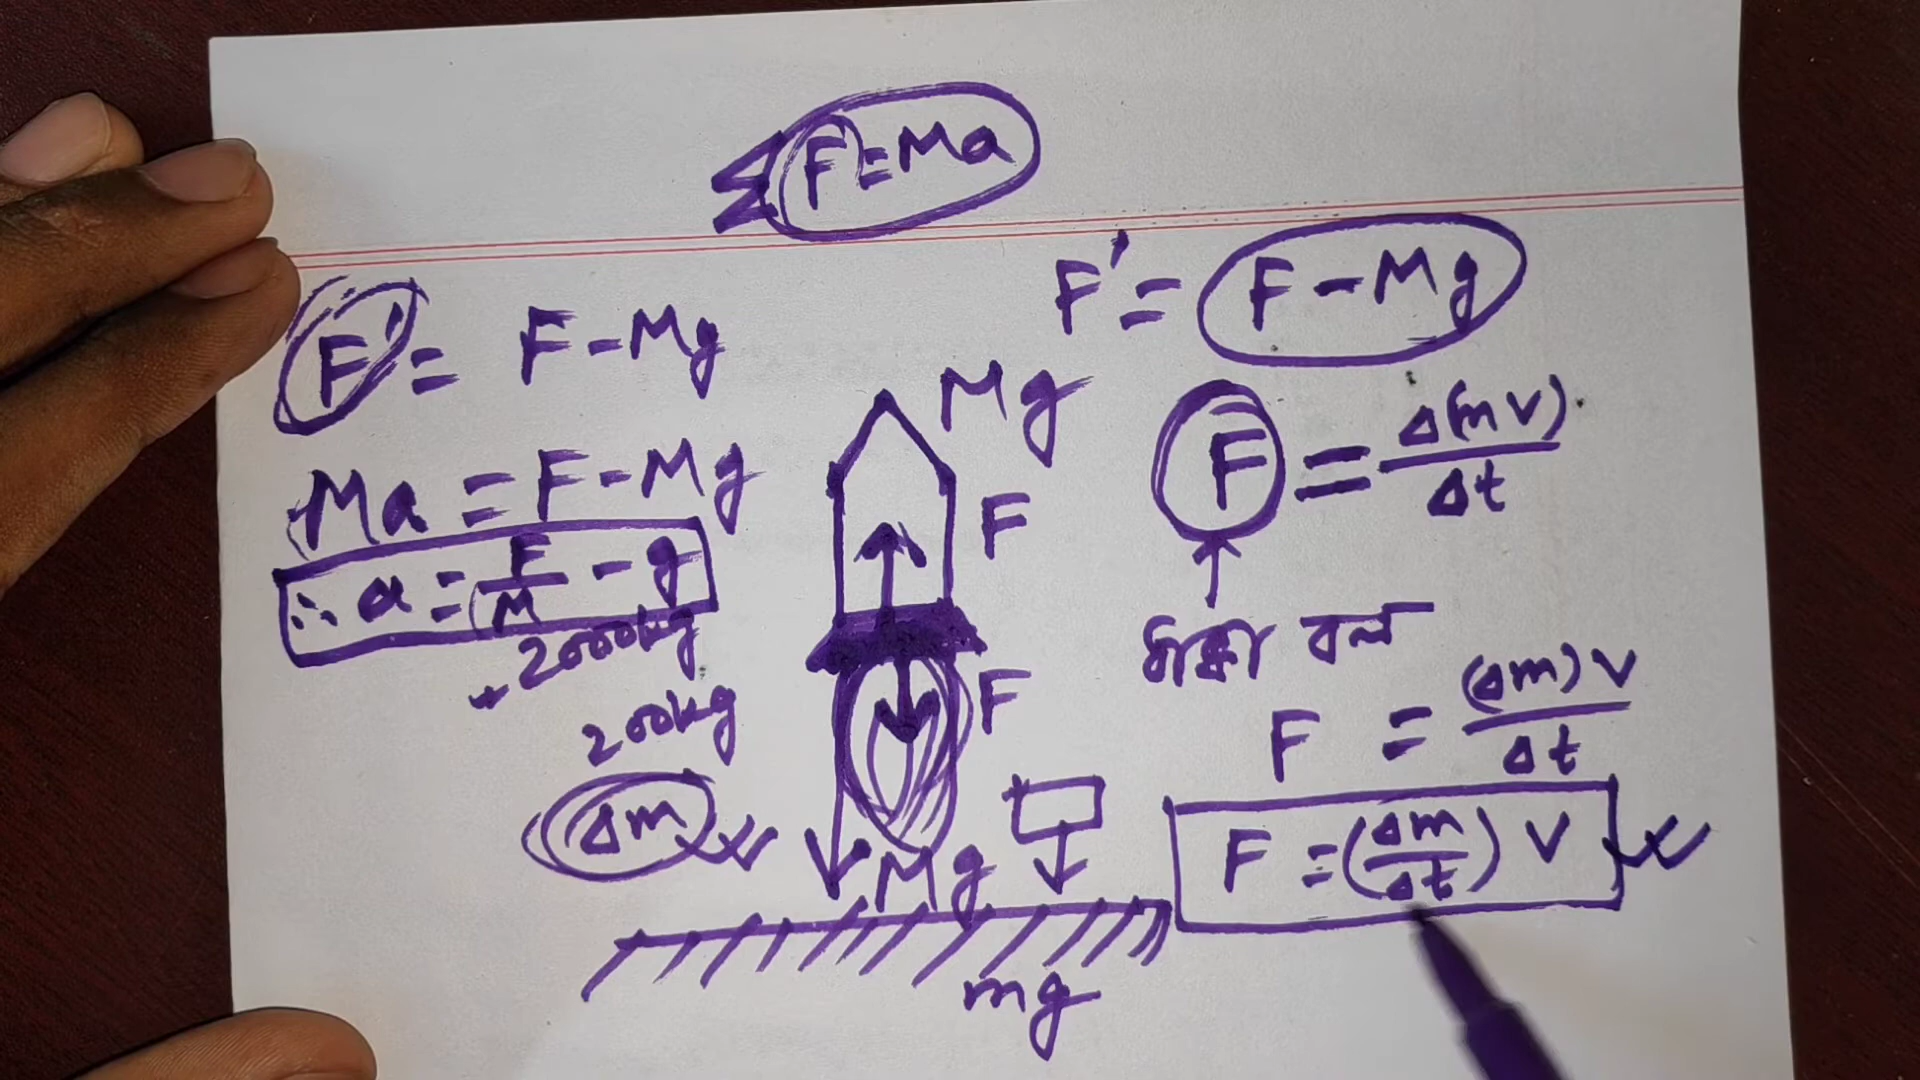 ΣF=Ma
F' = F-Mg
F' = F-Mg
Mg
F = Δ(mv)/Δt
Ma = F-Mg
F
∴ a = F/M - g
2000kg
ধাক্কা বল
F
F = (Δm)v/Δt
200kg
Δm
F = (Δm/Δt) v
Mg
mg